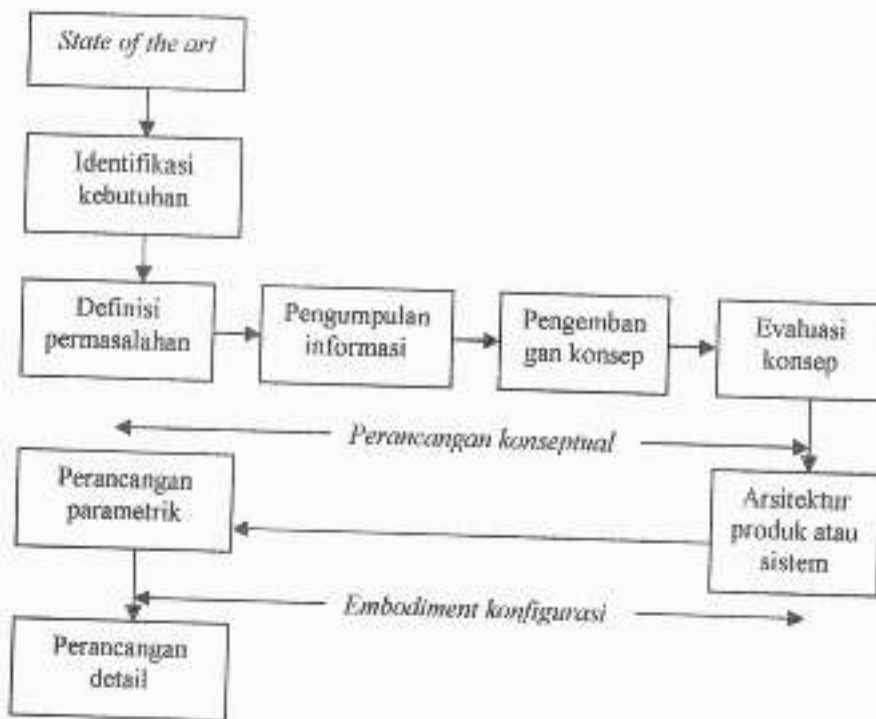 State of the art
Identifikasi
kebutuhan
Definisi
permasalahan
Pengumpulan
informasi
Pengemban
gan konsep
Evaluasi
konsep
Perancangan konseptual
Perancangan
parametrik
Arsitektur
produk atau
sistem
Embodiment konfigurasi
Perancangan
detail